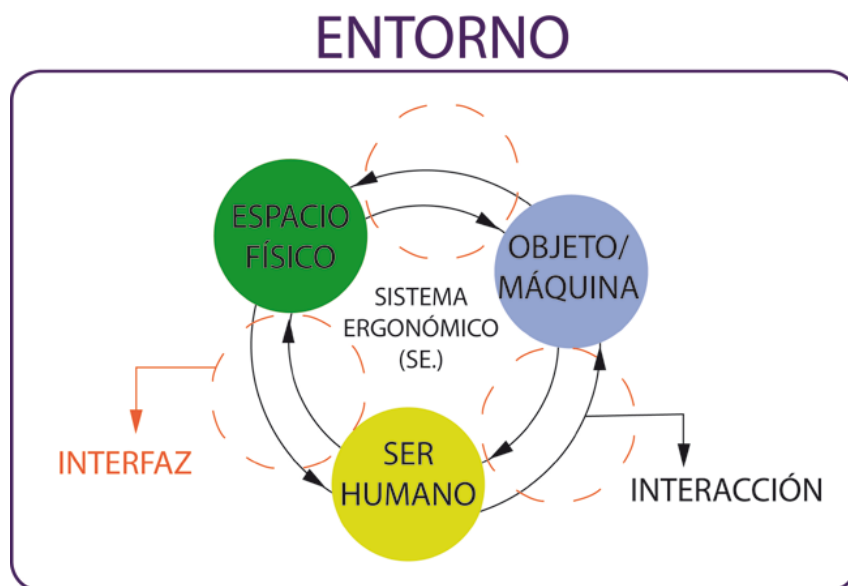 ENTORNO
ESPACIO
FÍSICO
OBJETO/
MÁQUINA
SISTEMA
ERGONÓMICO
(SE.)
INTERFAZ
SER
HUMANO
INTERACCIÓN